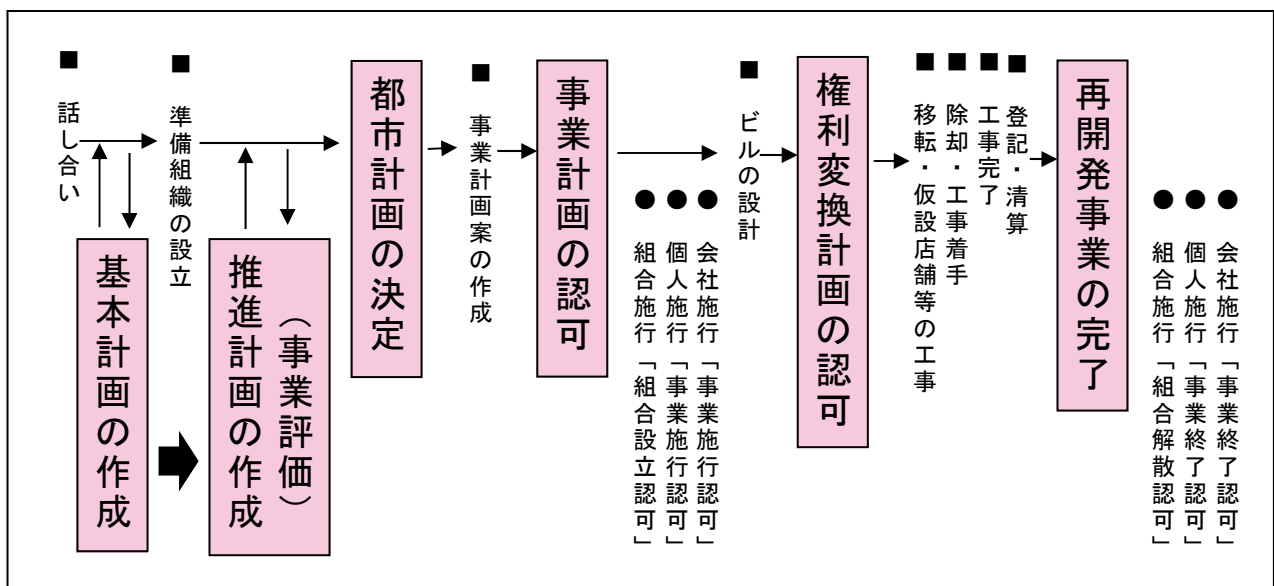 ■ 話し合い
基本計画の作成
■ 準備組織の設立
推進計画の作成
（事業評価）
都市計画の決定
■ 事業計画案の作成
事業計画の認可
● 組合施行「組合設立認可」
● 個人施行「事業施行認可」
● 会社施行「事業施行認可」
■ ビルの設計
権利変換計画の認可
■ 移転・仮設店舗等の工事
■ 除却・工事着手
■ 工事完了
■ 登記・清算
再開発事業の完了
● 組合施行「組合解散認可」
● 個人施行「事業終了認可」
● 会社施行「事業終了認可」